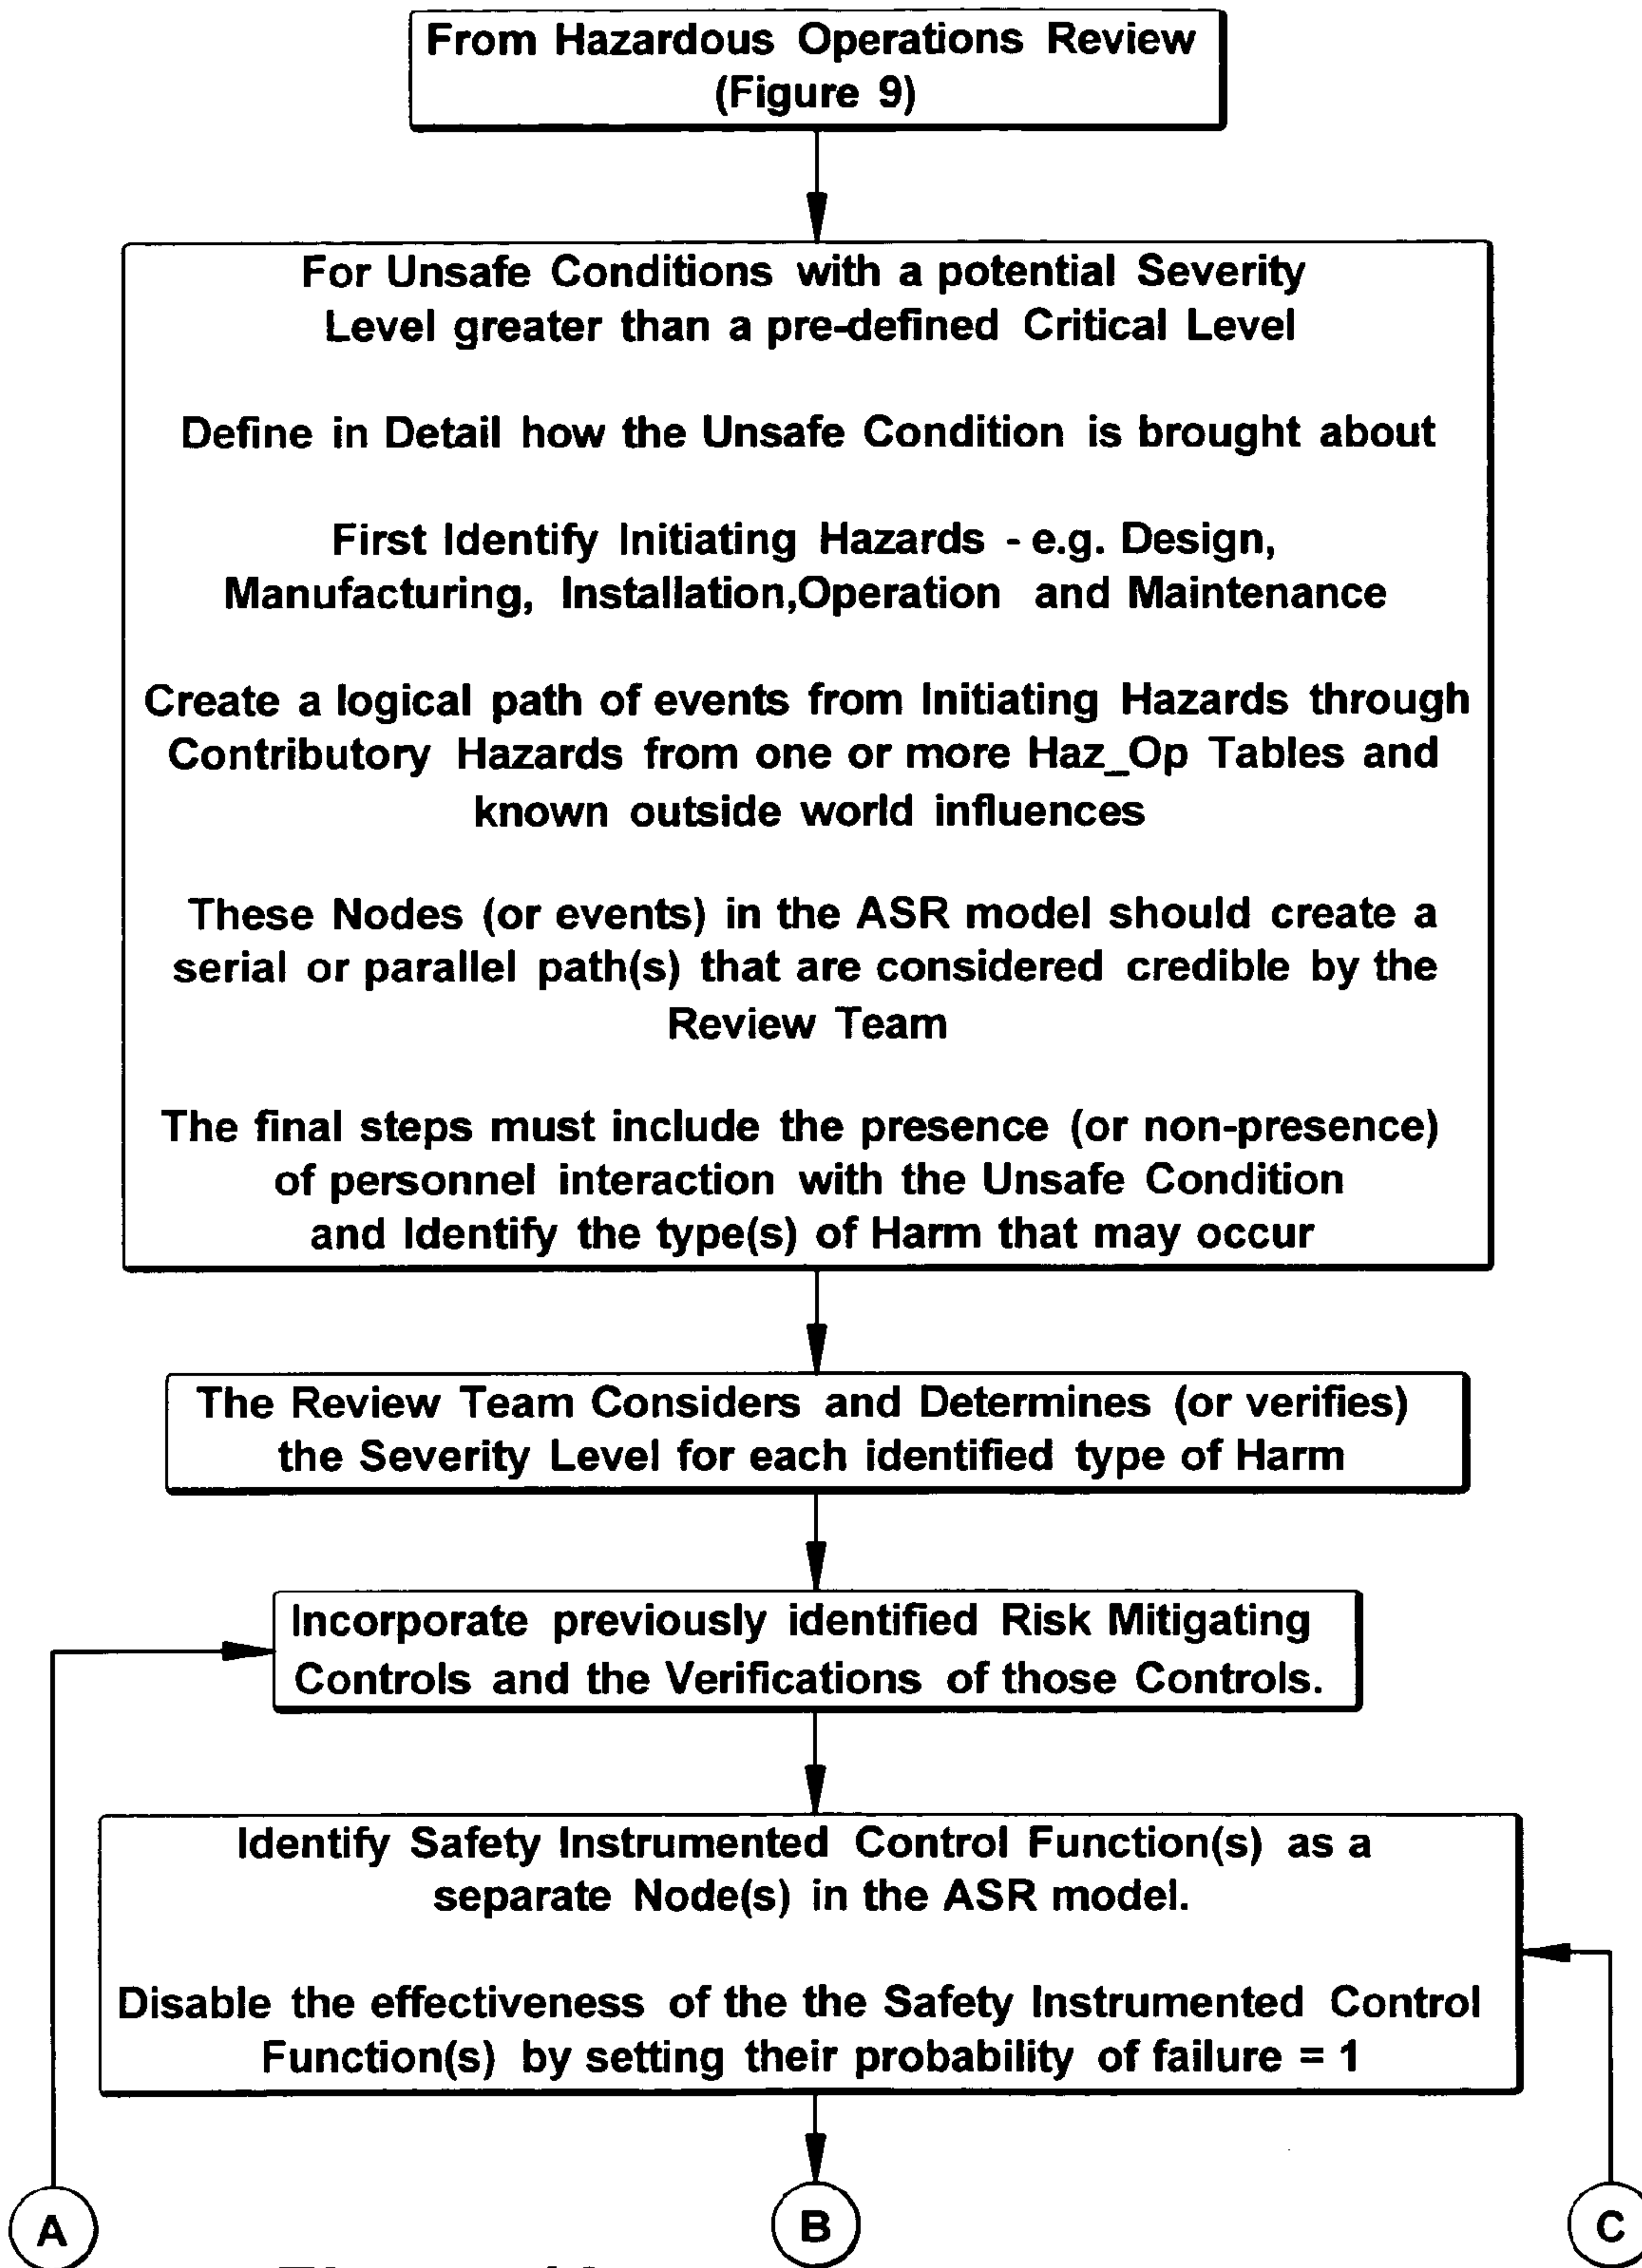 From Hazardous Operations Review
(Figure 9)
For Unsafe Conditions with a potential Severity
Level greater than a pre-defined Critical Level
Define in Detail how the Unsafe Condition is brought about
First Identify Initiating Hazards - e.g. Design,
Manufacturing, Installation,Operation and Maintenance
Create a logical path of events from Initiating Hazards through
Contributory Hazards from one or more Haz_Op Tables and
known outside world influences
These Nodes (or events) in the ASR model should create a
serial or parallel path(s) that are considered credible by the
Review Team
The final steps must include the presence (or non-presence)
of personnel interaction with the Unsafe Condition
and Identify the type(s) of Harm that may occur
The Review Team Considers and Determines (or verifies)
the Severity Level for each identified type of Harm
Incorporate previously identified Risk Mitigating
Controls and the Verifications of those Controls.
Identify Safety Instrumented Control Function(s) as a
separate Node(s) in the ASR model.
Disable the effectiveness of the the Safety Instrumented Control
Function(s) by setting their probability of failure = 1
A
B
C